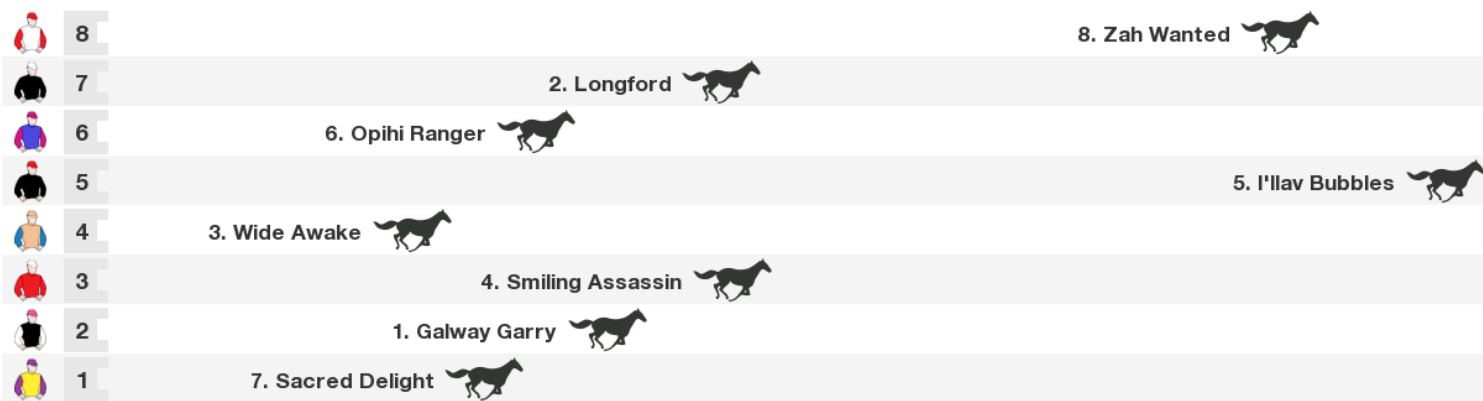 8 8. Zah Wanted
7 2. Longford
6 6. Opihi Ranger
5 5. I'llav Bubbles
4 3. Wide Awake
3 4. Smiling Assassin
2 1. Galway Garry
1 7. Sacred Delight